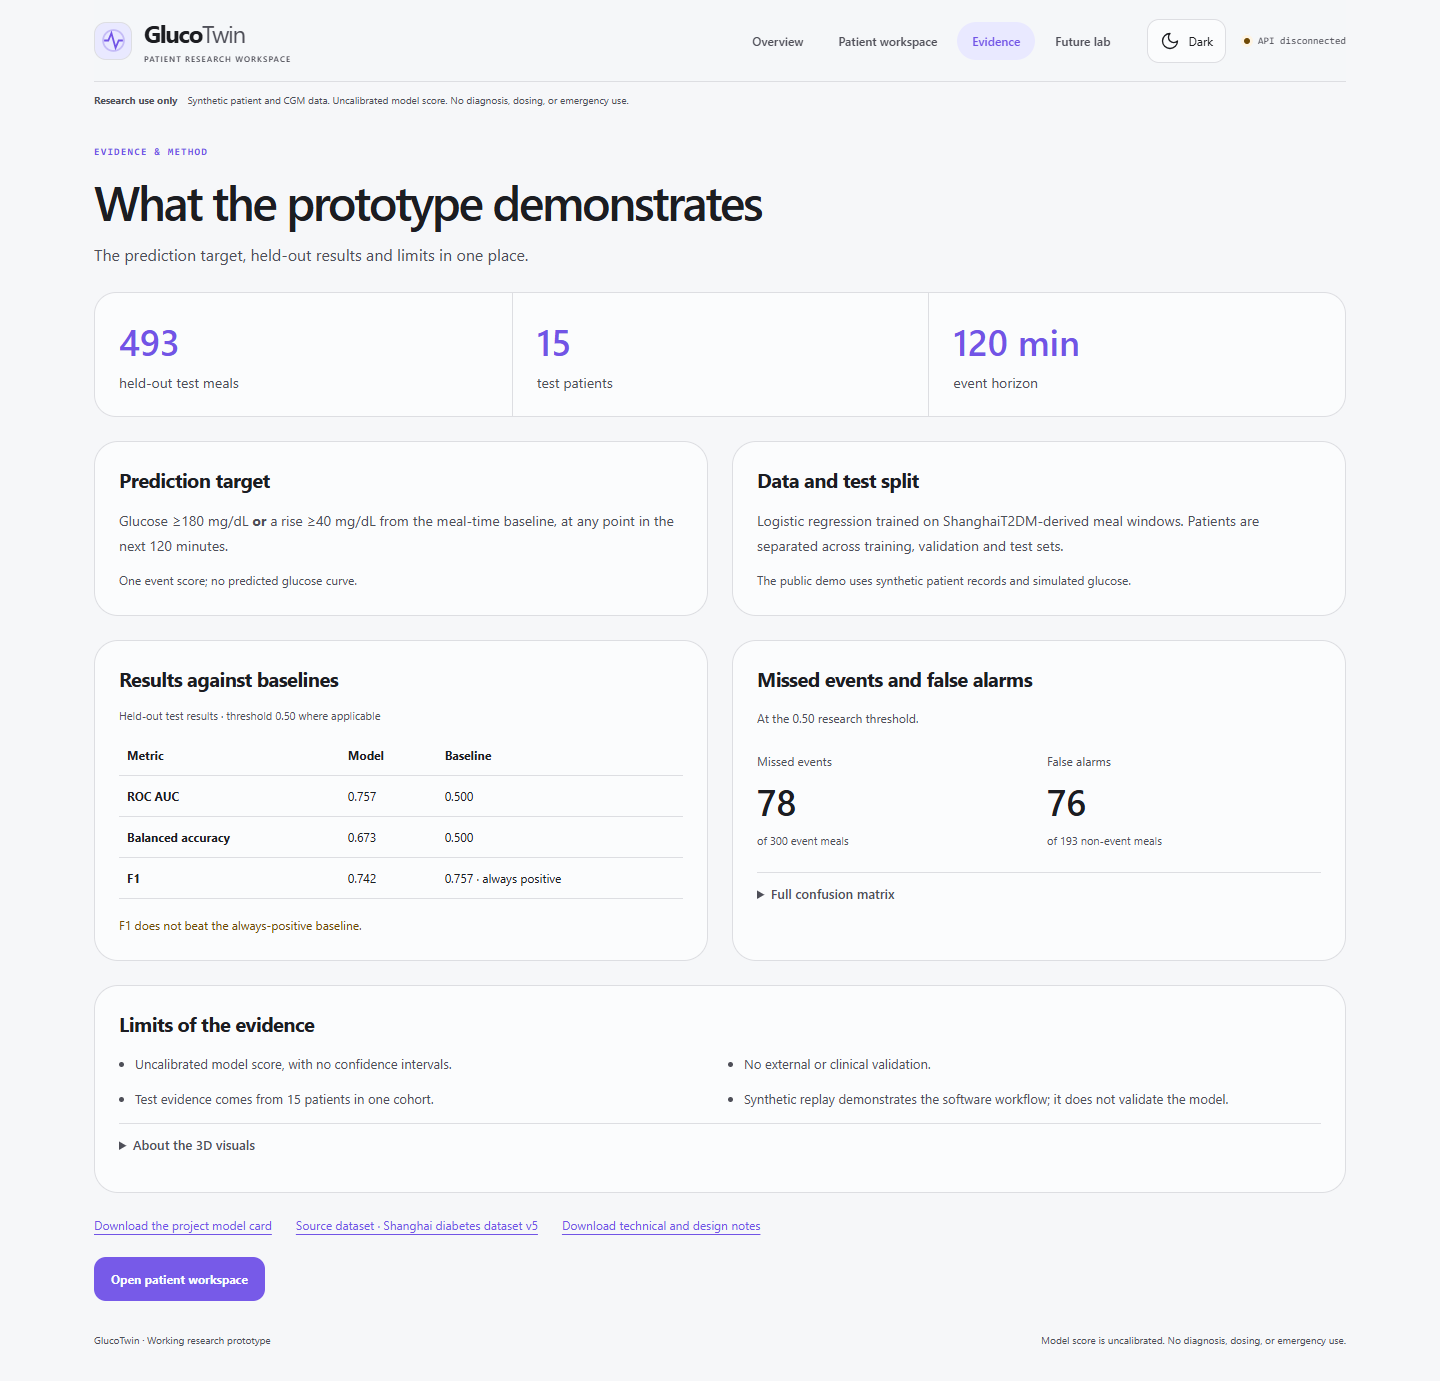 GlucoTwin
PATIENT RESEARCH WORKSPACE
Overview
Patient workspace
Evidence
Future lab
Dark
API disconnected
Research use only Synthetic patient and CGM data. Uncalibrated model score. No diagnosis, dosing, or emergency use.
EVIDENCE & METHOD
What the prototype demonstrates
The prediction target, held-out results and limits in one place.
493
held-out test meals
15
test patients
120 min
event horizon
Prediction target
Glucose ≥180 mg/dL or a rise ≥40 mg/dL from the meal-time baseline, at any point in the
next 120 minutes.
One event score; no predicted glucose curve.
Data and test split
Logistic regression trained on ShanghaiT2DM-derived meal windows. Patients are
separated across training, validation and test sets.
The public demo uses synthetic patient records and simulated glucose.
Results against baselines
Held-out test results · threshold 0.50 where applicable
Metric Model Baseline
ROC AUC 0.757 0.500
Balanced accuracy 0.673 0.500
F1 0.742 0.757 · always positive
F1 does not beat the always-positive baseline.
Missed events and false alarms
At the 0.50 research threshold.
Missed events
78
of 300 event meals
False alarms
76
of 193 non-event meals
Full confusion matrix
Limits of the evidence
Uncalibrated model score, with no confidence intervals.
No external or clinical validation.
Test evidence comes from 15 patients in one cohort.
Synthetic replay demonstrates the software workflow; it does not validate the model.
About the 3D visuals
Download the project model card
Source dataset · Shanghai diabetes dataset v5
Download technical and design notes
Open patient workspace
GlucoTwin · Working research prototype
Model score is uncalibrated. No diagnosis, dosing, or emergency use.